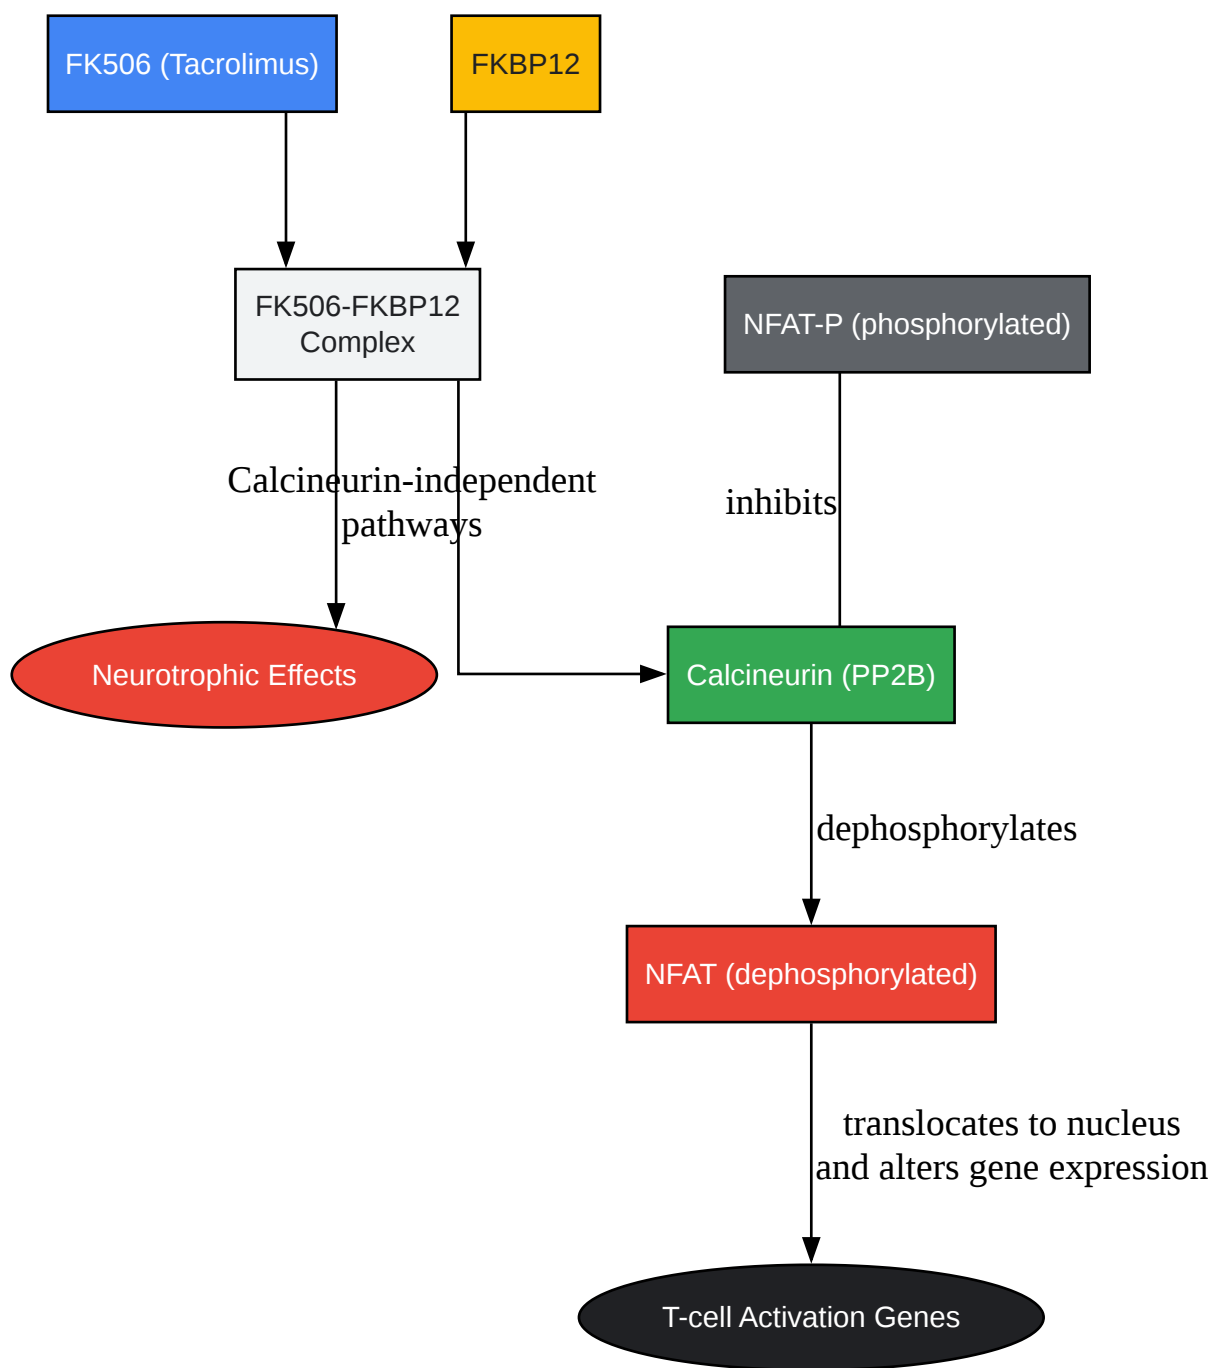 FK506 (Tacrolimus)
FKBP12
FK506-FKBP12
Complex
NFAT-P (phosphorylated)
Calcineurin-independent
pathways
inhibits
Neurotrophic Effects
Calcineurin (PP2B)
dephosphorylates
NFAT (dephosphorylated)
translocates to nucleus
and alters gene expression
T-cell Activation Genes